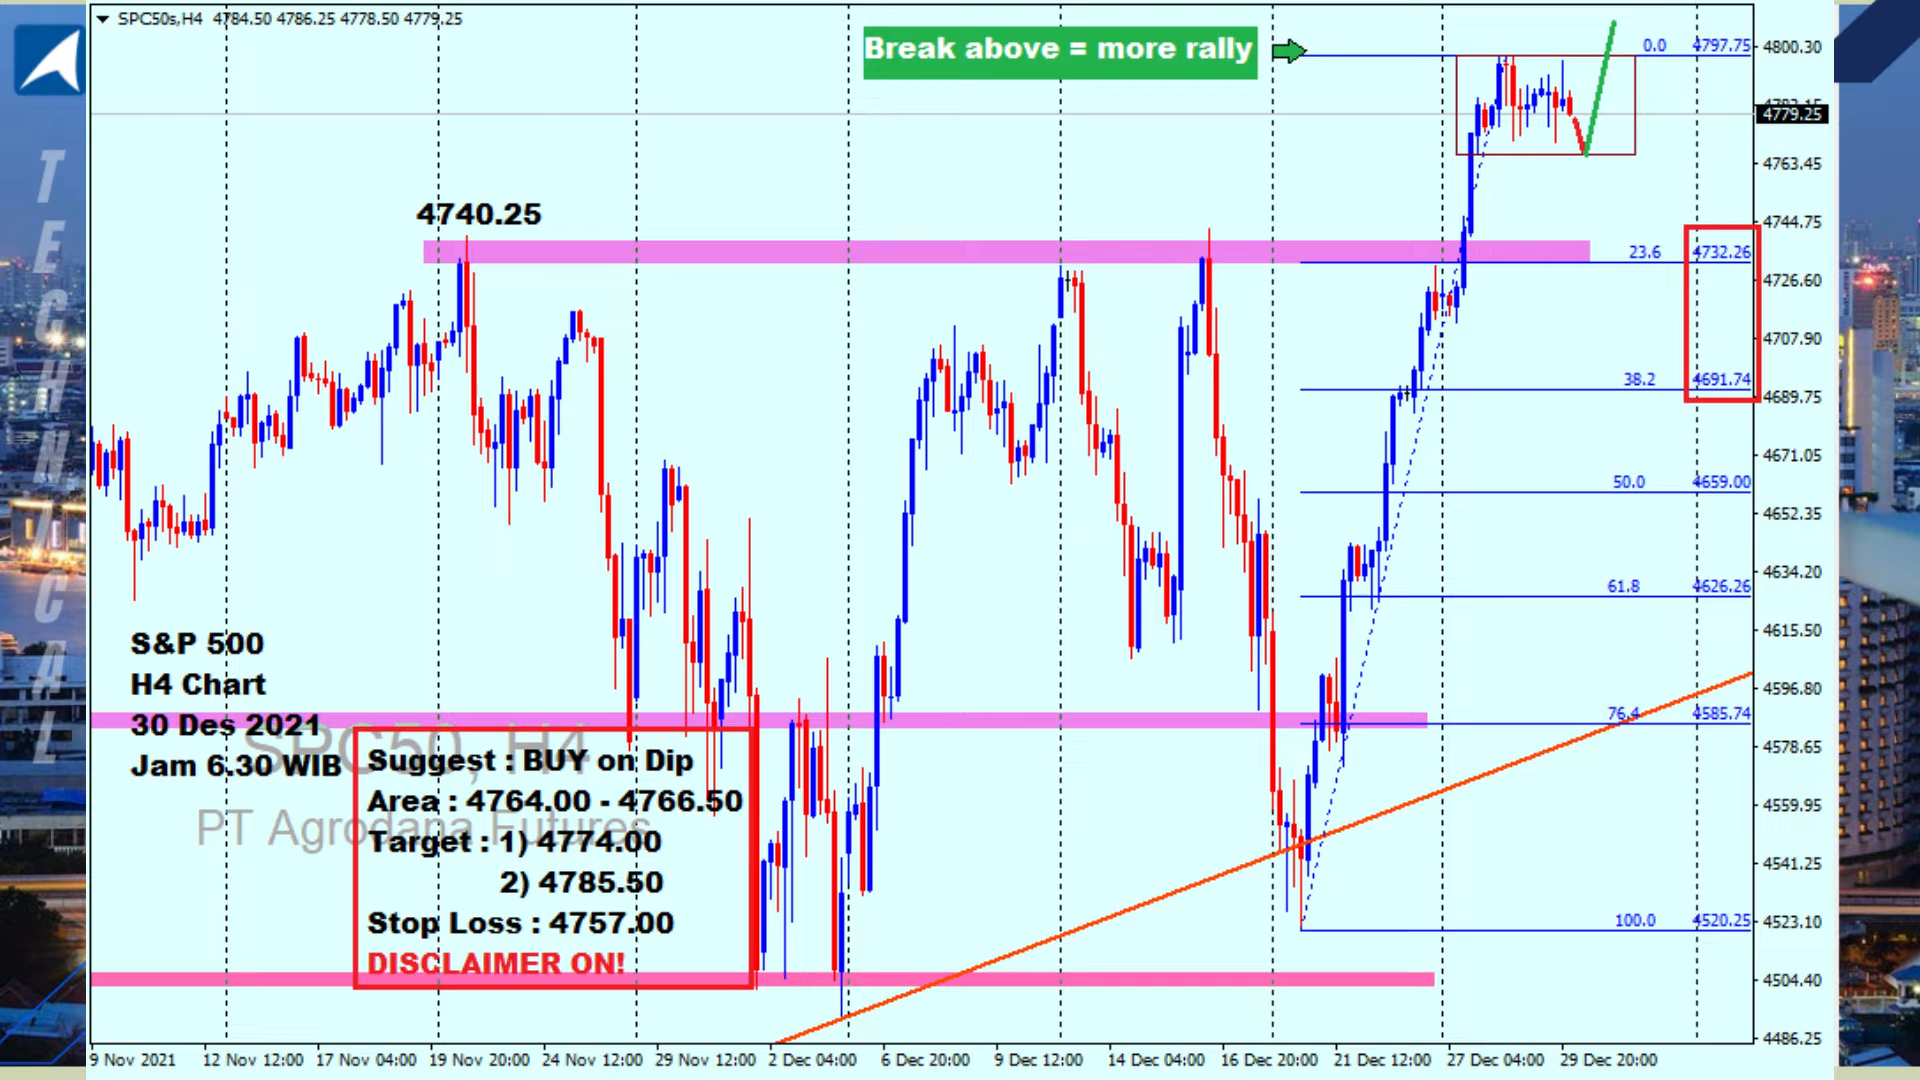 SPC50s,H4 4784.50 4786.25 4778.50 4779.25
Break above = more rally
TECHNICAL
4740.25
0.0 4797.75
23.6 4732.26
38.2 4691.74
50.0 4659.00
61.8 4626.26
76.4 4585.74
100.0 4520.25
4800.30
4779.25
4763.45
4744.75
4726.60
4707.90
4689.75
4671.05
4652.35
4634.20
4615.50
4596.80
4578.65
4559.95
4541.25
4523.10
4504.40
4486.25
S&P 500
H4 Chart
30 Des 2021
Jam 6.30 WIB
SPC50, H4
PT Agrodana Futures
Suggest : BUY on Dip
Area : 4764.00 - 4766.50
Target : 1) 4774.00
2) 4785.50
Stop Loss : 4757.00
DISCLAIMER ON!
9 Nov 2021 12 Nov 12:00 17 Nov 04:00 19 Nov 20:00 24 Nov 12:00 29 Nov 12:00 2 Dec 04:00 6 Dec 20:00 9 Dec 12:00 14 Dec 04:00 16 Dec 20:00 21 Dec 12:00 27 Dec 04:00 29 Dec 20:00